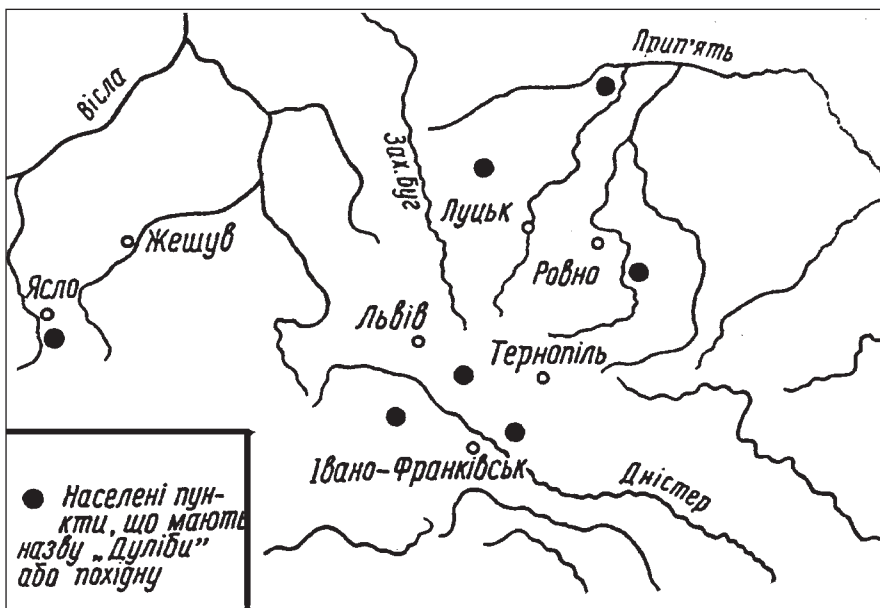 Прип'ять
Вісла
Зах. Буг
Луцьк
Жешув
Ровно
Ясло
Львів
Тернопіль
Івано-Франківськ
Дністер
Населені пун-
кти, що мають
назву „Дуліби”
або похідну